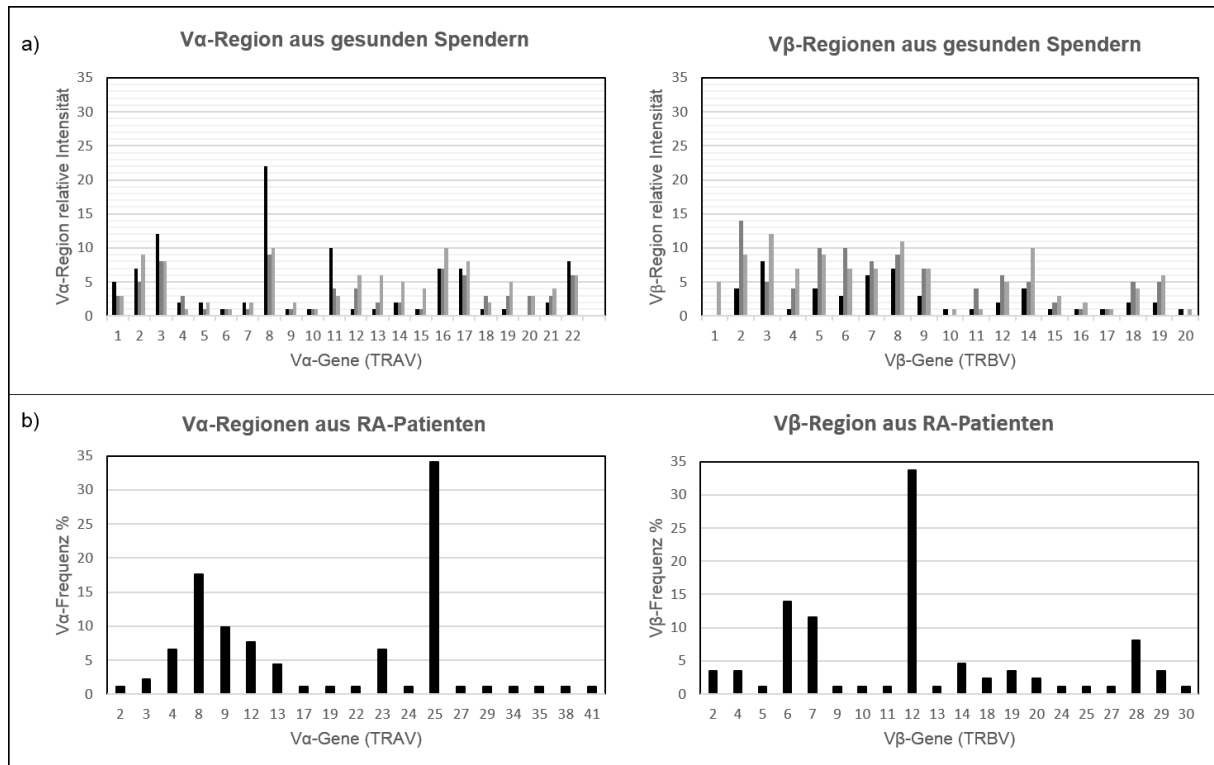 a)
Vα-Region aus gesunden Spendern
Vα-Region relative Intensität
35
30
25
20
15
10
5
0
1 2 3 4 5 6 7 8 9 10 11 12 13 14 15 16 17 18 19 20 21 22
Vα-Gene (TRAV)
Vβ-Regionen aus gesunden Spendern
Vβ-Region relative Intensität
35
30
25
20
15
10
5
0
1 2 3 4 5 6 7 8 9 10 11 12 14 15 16 17 18 19 20
Vβ-Gene (TRBV)
b)
Vα-Regionen aus RA-Patienten
Vα-Frequenz %
35
30
25
20
15
10
5
0
2 3 4 8 9 12 13 17 19 22 23 24 25 27 29 34 35 38 41
Vα-Gene (TRAV)
Vβ-Region aus RA-Patienten
Vβ-Frequenz %
35
30
25
20
15
10
5
0
2 4 5 6 7 9 10 11 12 13 14 18 19 20 24 25 27 28 29 30
Vβ-Gene (TRBV)